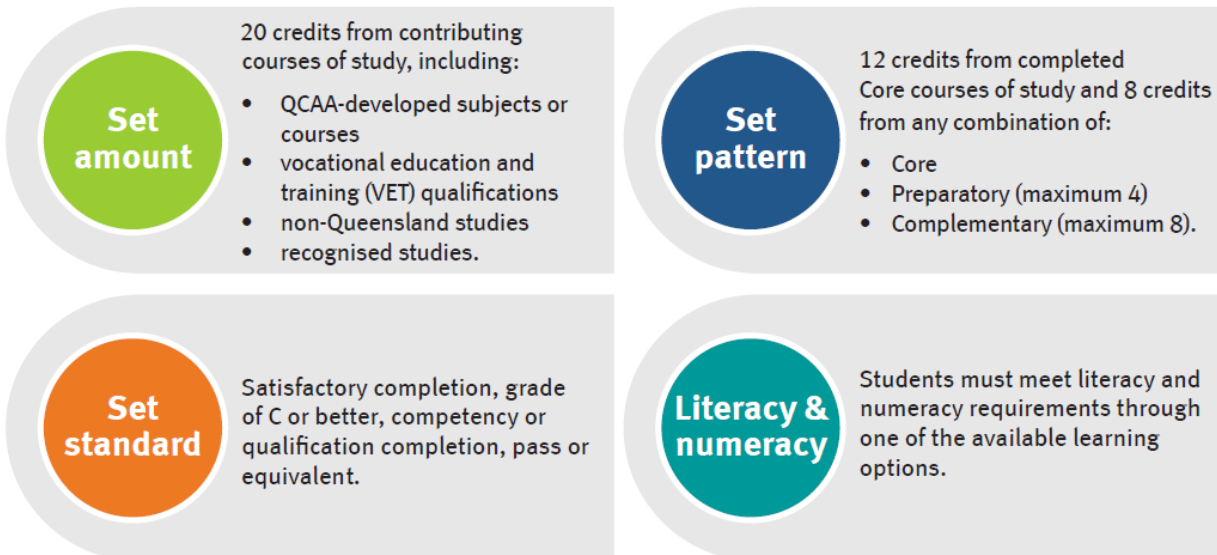 Set
amount
20 credits from contributing
courses of study, including:
• QCAA-developed subjects or
courses
• vocational education and
training (VET) qualifications
• non-Queensland studies
• recognised studies.
Set
pattern
12 credits from completed
Core courses of study and 8 credits
from any combination of:
• Core
• Preparatory (maximum 4)
• Complementary (maximum 8).
Set
standard
Satisfactory completion, grade
of C or better, competency or
qualification completion, pass or
equivalent.
Literacy &
numeracy
Students must meet literacy and
numeracy requirements through
one of the available learning
options.